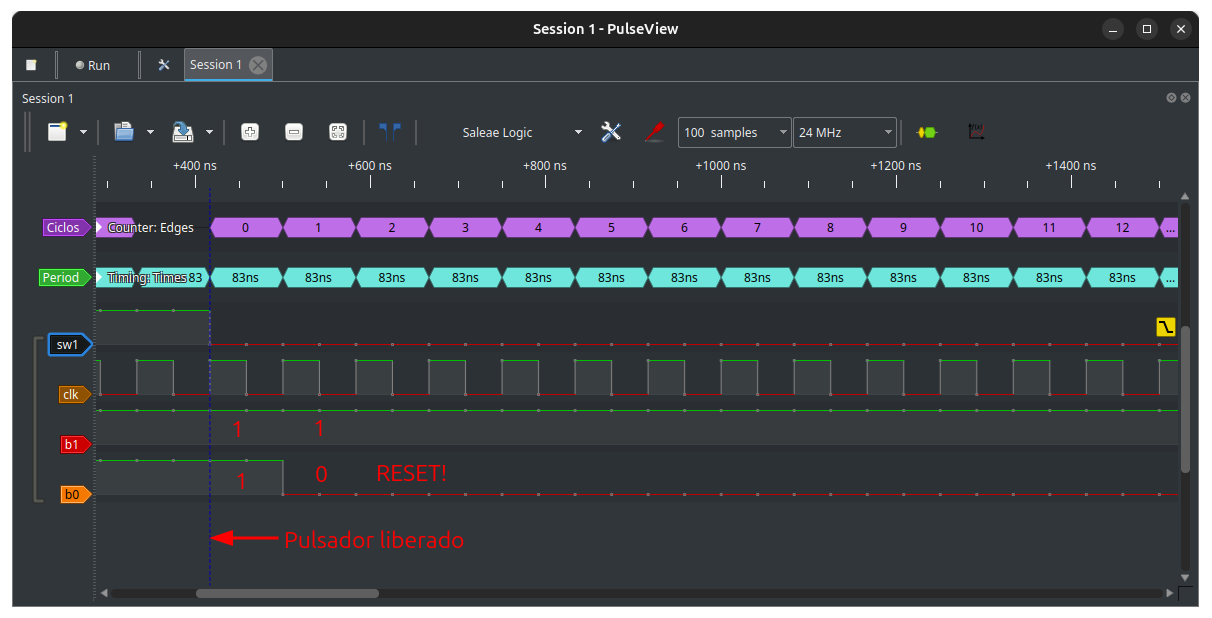 Session 1 - PulseView
Run
Session 1
Session 1
Saleae Logic
100 samples
24 MHz
f(x)
+400 ns +600 ns +800 ns +1000 ns +1200 ns +1400 ns
Ciclos Counter: Edges 0 1 2 3 4 5 6 7 8 9 10 11 12 ...
Period Timing: Times 83 83ns 83ns 83ns 83ns 83ns 83ns 83ns 83ns 83ns 83ns 83ns 83ns 83ns ...
sw1
clk
1 1
b1
1 0 RESET!
b0
Pulsador liberado